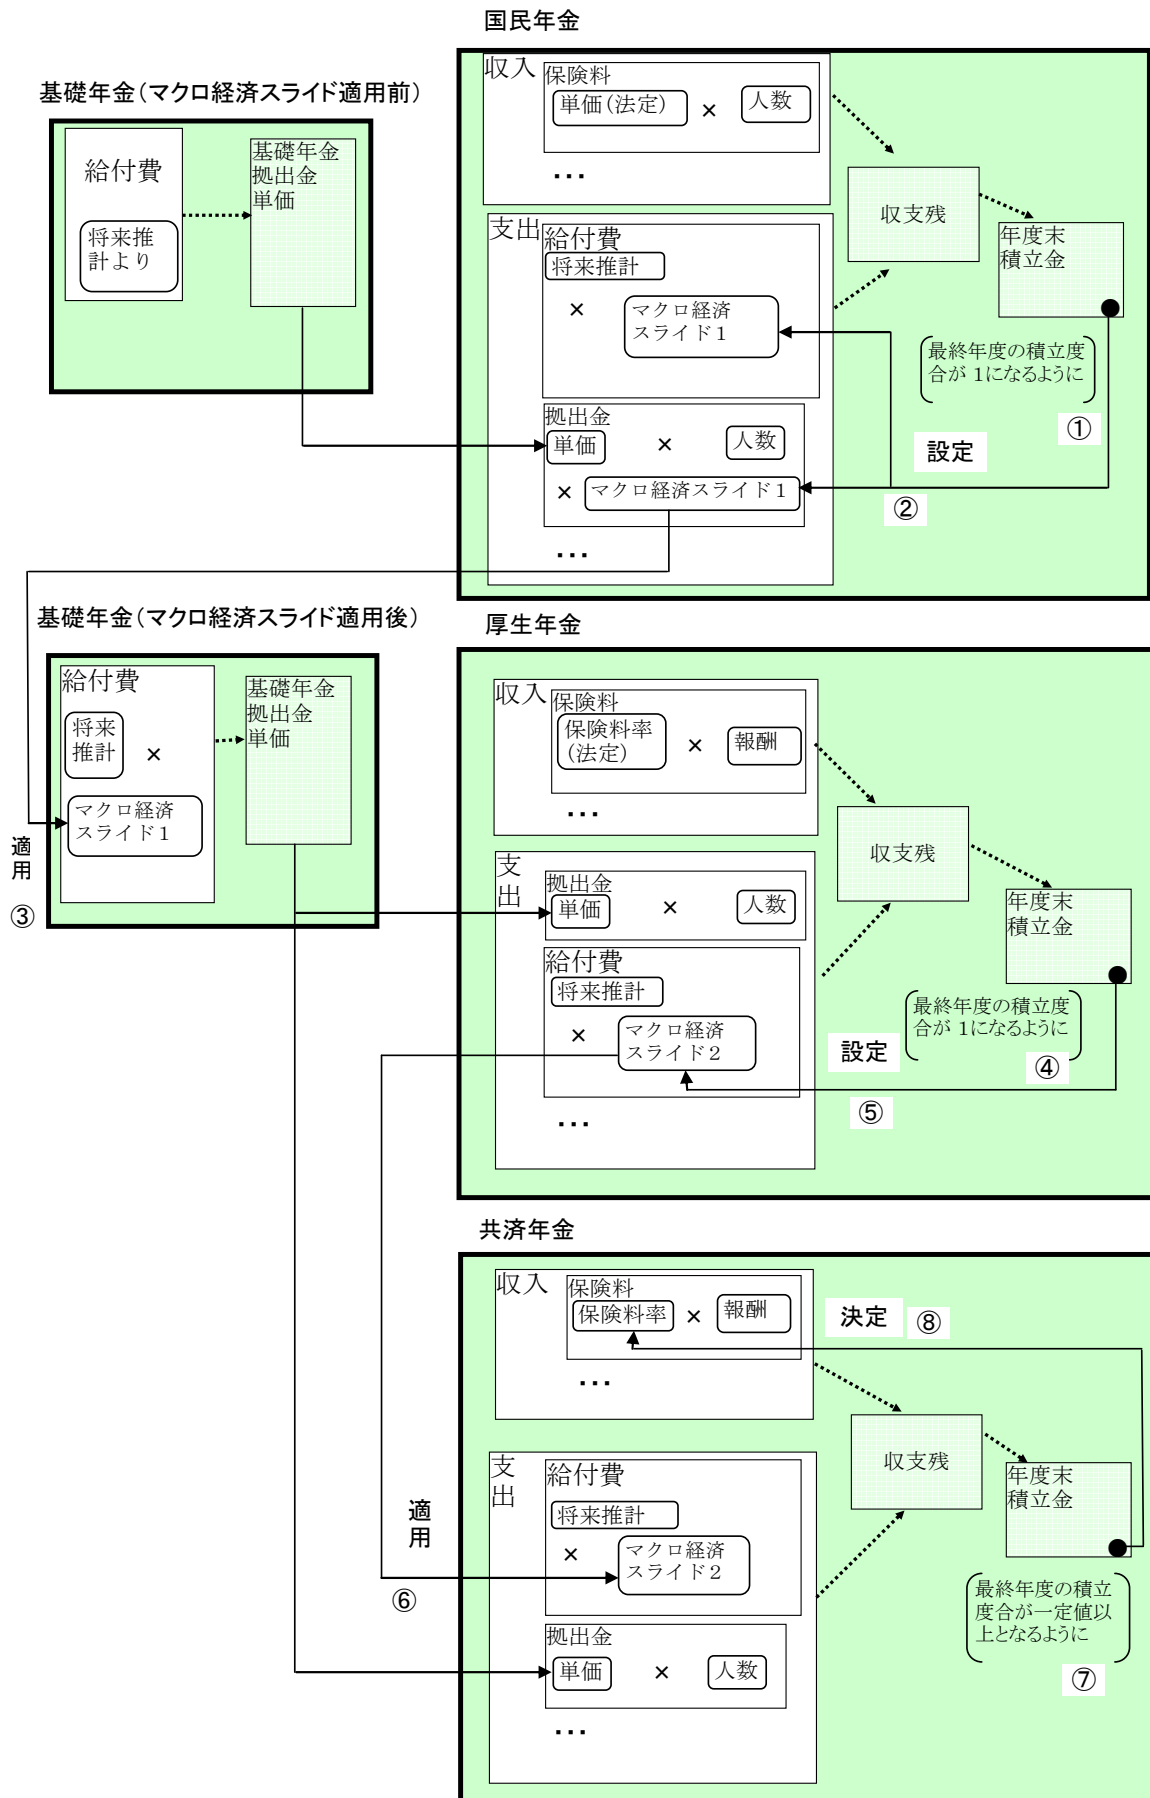 国民年金
収入
保険料
単価(法定)
×
人数
…
基礎年金(マクロ経済スライド適用前)
給付費
将来推
計より
基礎年金
拠出金
単価
収支残
年度末
積立金
支出
給付費
将来推計
×
マクロ経済
スライド1
最終年度の積立度
合が 1になるように
①
拠出金
単価
×
人数
×
マクロ経済スライド1
設定
②
…
基礎年金(マクロ経済スライド適用後)
給付費
将来
推計
×
マクロ経済
スライド1
基礎年金
拠出金
単価
適用
③
厚生年金
収入
保険料
保険料率
(法定)
×
報酬
…
収支残
年度末
積立金
支出
拠出金
単価
×
人数
給付費
将来推計
×
マクロ経済
スライド2
最終年度の積立度
合が 1になるように
④
設定
⑤
…
共済年金
収入
保険料
保険料率
×
報酬
…
決定
⑧
収支残
年度末
積立金
支出
給付費
将来推計
×
マクロ経済
スライド2
適用
⑥
最終年度の積立
度合が一定値以
上となるように
⑦
拠出金
単価
×
人数
…